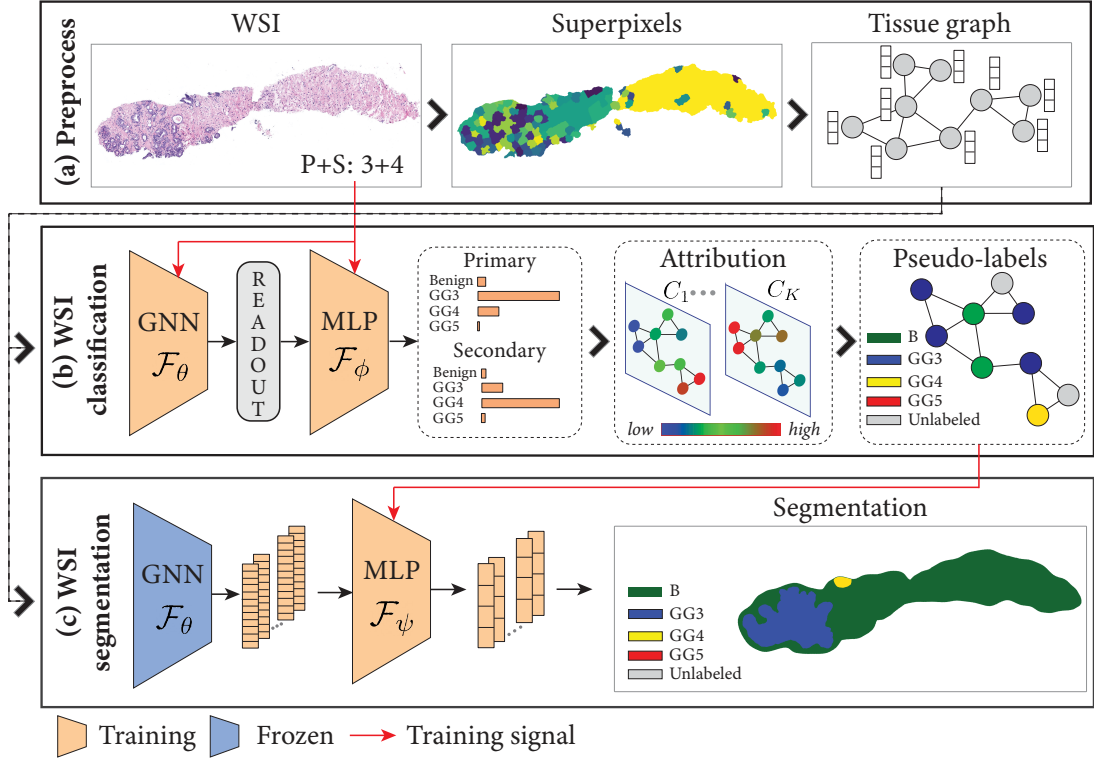 WSI
Superpixels
Tissue graph
(a) Preprocess
P+S: 3+4
(b) WSI
classification
GNN
𝓕θ
READOUT
MLP
𝓕ϕ
Primary
Benign
GG3
GG4
GG5
Secondary
Benign
GG3
GG4
GG5
Attribution
C₁
C_K
low
high
Pseudo-labels
B
GG3
GG4
GG5
Unlabeled
(c) WSI
segmentation
GNN
𝓕θ
MLP
𝓕ψ
Segmentation
B
GG3
GG4
GG5
Unlabeled
Training
Frozen
Training signal